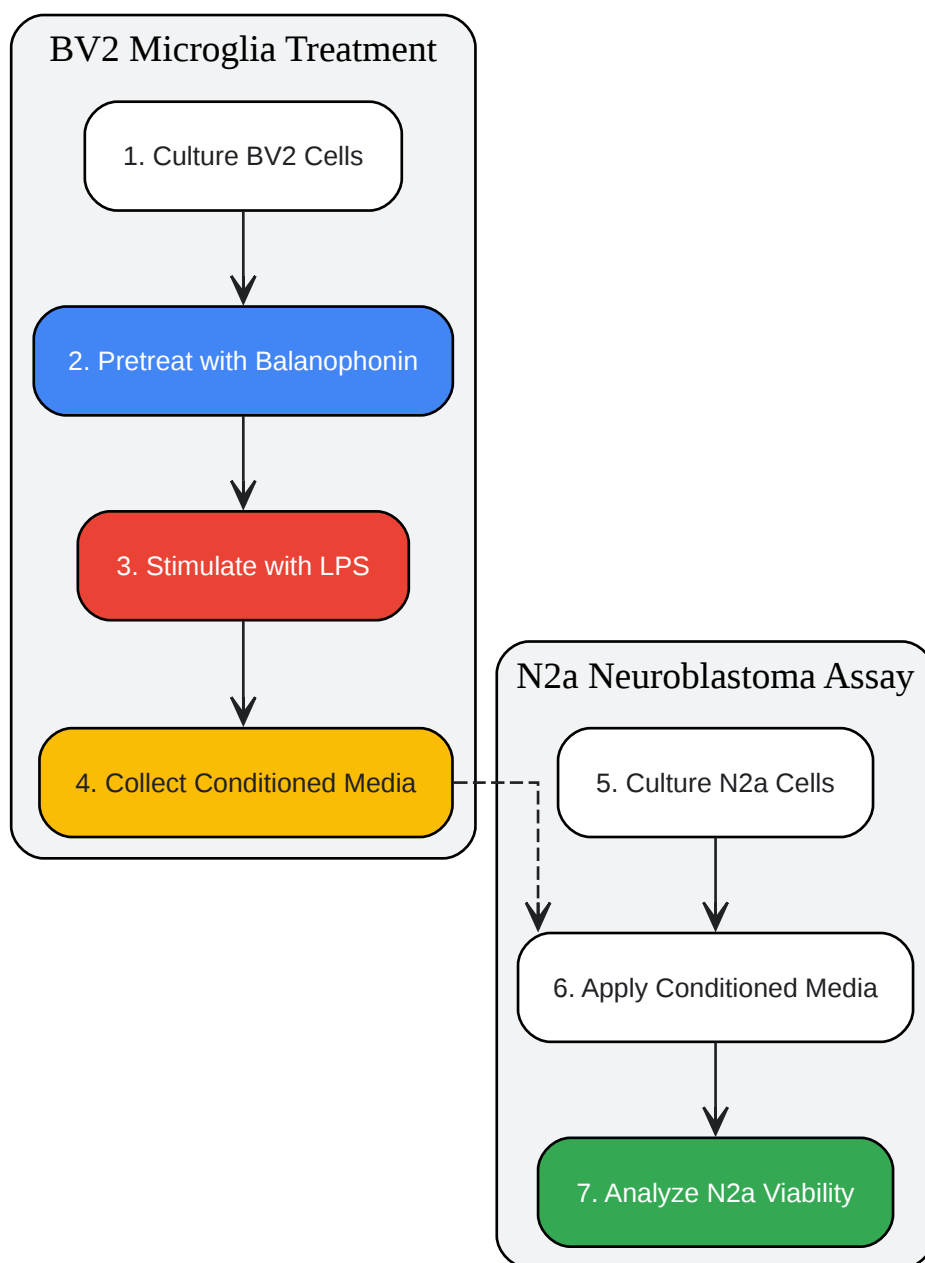 BV2 Microglia Treatment
1. Culture BV2 Cells
2. Pretreat with Balanophonin
3. Stimulate with LPS
4. Collect Conditioned Media
N2a Neuroblastoma Assay
5. Culture N2a Cells
6. Apply Conditioned Media
7. Analyze N2a Viability